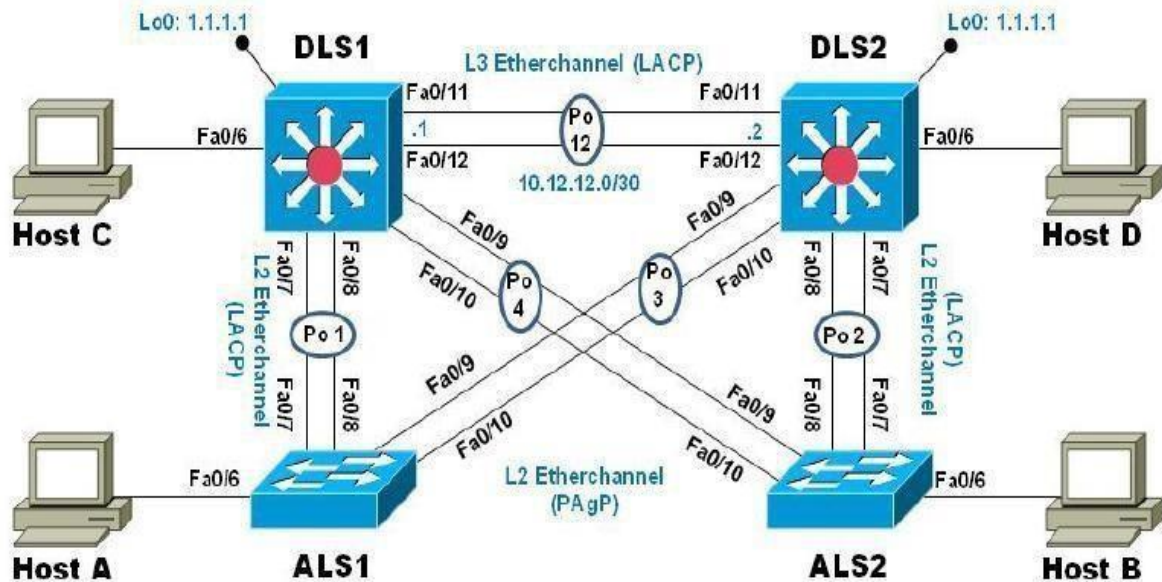 Lo0: 1.1.1.1
DLS1
L3 Etherchannel (LACP)
DLS2
Lo0: 1.1.1.1
Fa0/11
Fa0/11
Fa0/6
.1
Po
12
.2
Fa0/6
Fa0/12
Fa0/12
10.12.12.0/30
Host C
Host D
Fa0/9
Fa0/9
Fa0/10
Fa0/10
Fa0/7
Fa0/8
Po
4
Po
3
Fa0/8
Fa0/7
L2 Etherchannel
(LACP)
Po 1
Po2
(LACP)
L2 Etherchannel
Fa0/7
Fa0/8
Fa0/9
Fa0/10
Fa0/9
Fa0/10
Fa0/8
Fa0/7
Fa0/6
L2 Etherchannel
(PAgP)
Fa0/6
Host A
ALS1
ALS2
Host B